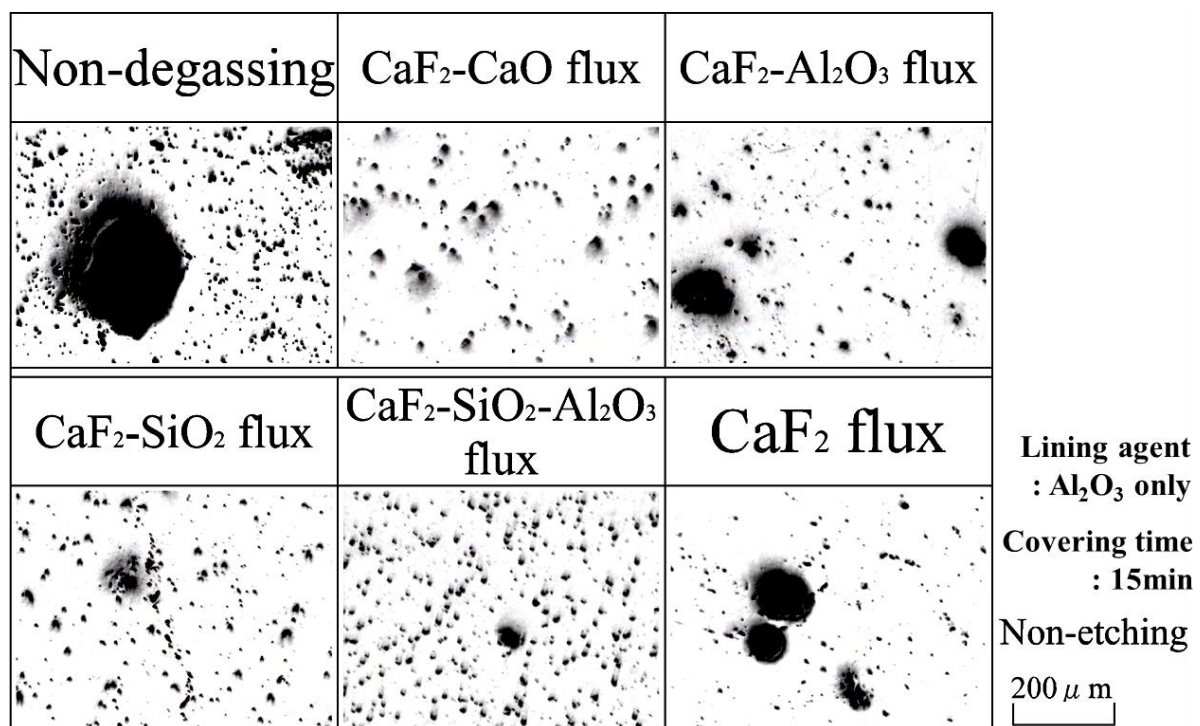 Non-degassing
CaF₂-CaO flux
CaF₂-Al₂O₃ flux
CaF₂-SiO₂ flux
CaF₂-SiO₂-Al₂O₃
flux
CaF₂ flux
Lining agent
: Al₂O₃ only
Covering time
: 15min
Non-etching
200 μ m